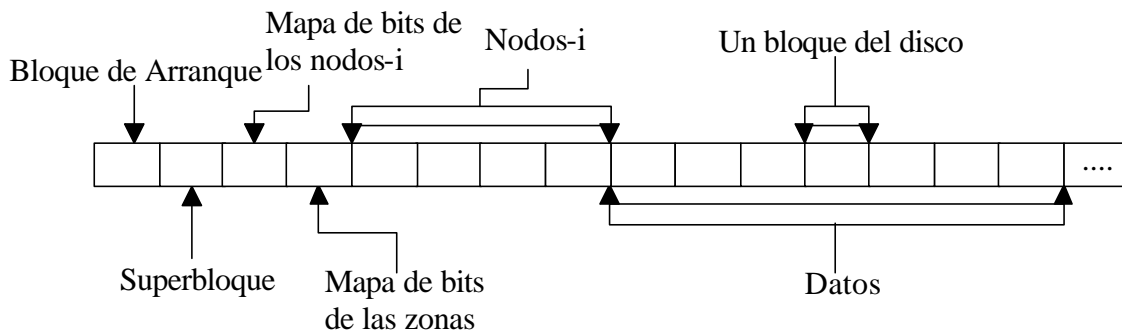 Mapa de bits de
los nodos-i
Nodos-i
Un bloque del disco
Bloque de Arranque
....
Superbloque
Mapa de bits
de las zonas
Datos